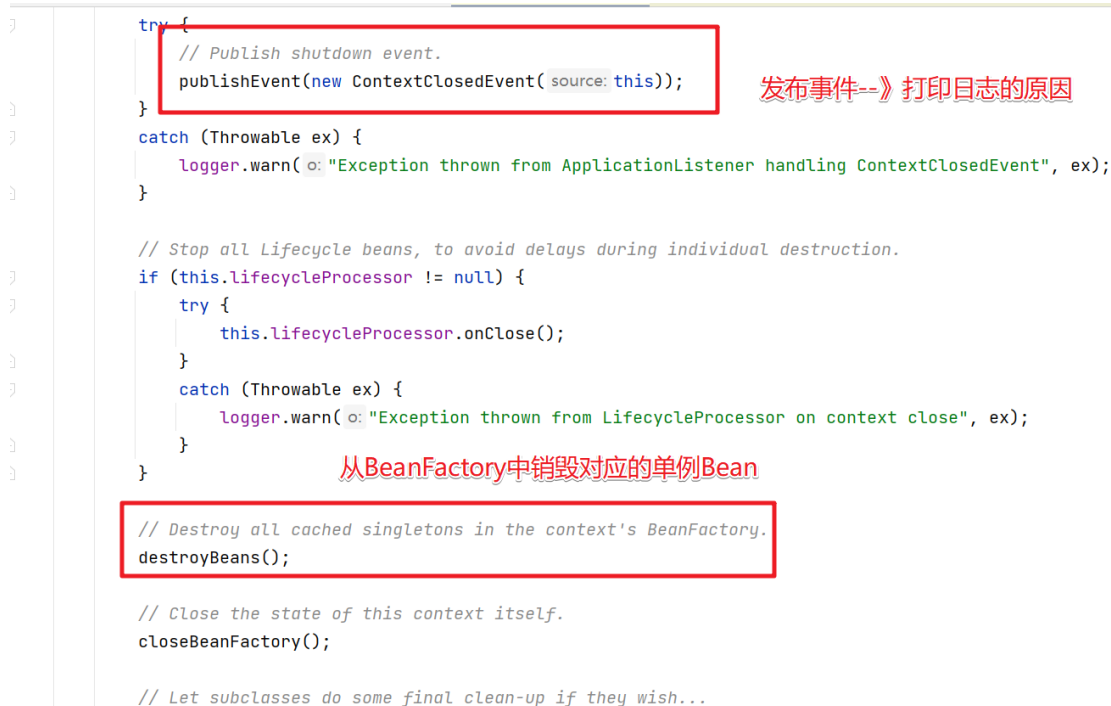 try {
// Publish shutdown event.
publishEvent(new ContextClosedEvent( source: this));
发布事件--》打印日志的原因
}
catch (Throwable ex) {
logger.warn( o: "Exception thrown from ApplicationListener handling ContextClosedEvent", ex);
}
// Stop all Lifecycle beans, to avoid delays during individual destruction.
if (this.lifecycleProcessor != null) {
try {
this.lifecycleProcessor.onClose();
}
catch (Throwable ex) {
logger.warn( o: "Exception thrown from LifecycleProcessor on context close", ex);
}
}
从BeanFactory中销毁对应的单例Bean
// Destroy all cached singletons in the context's BeanFactory.
destroyBeans();
// Close the state of this context itself.
closeBeanFactory();
// Let subclasses do some final clean-up if they wish...